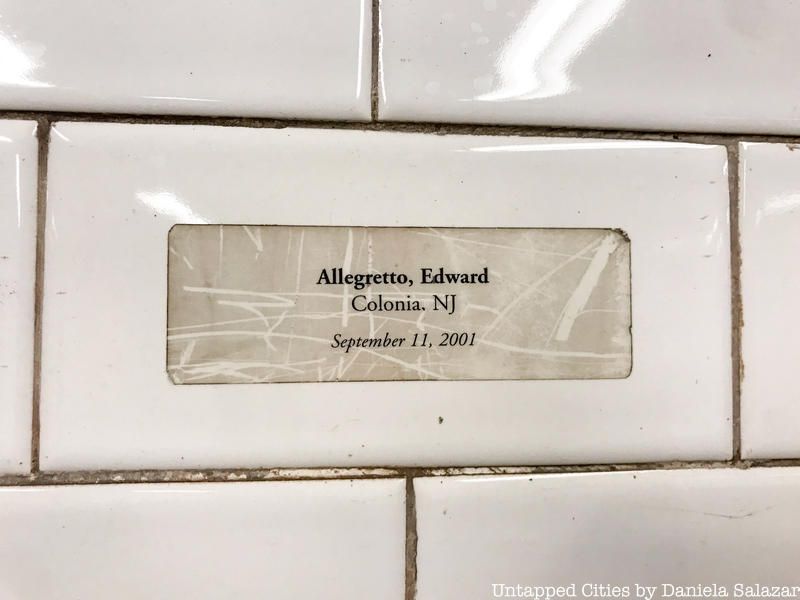 Allegretto, Edward
Colonia, NJ
September 11, 2001
Untapped Cities by Daniela Salazar